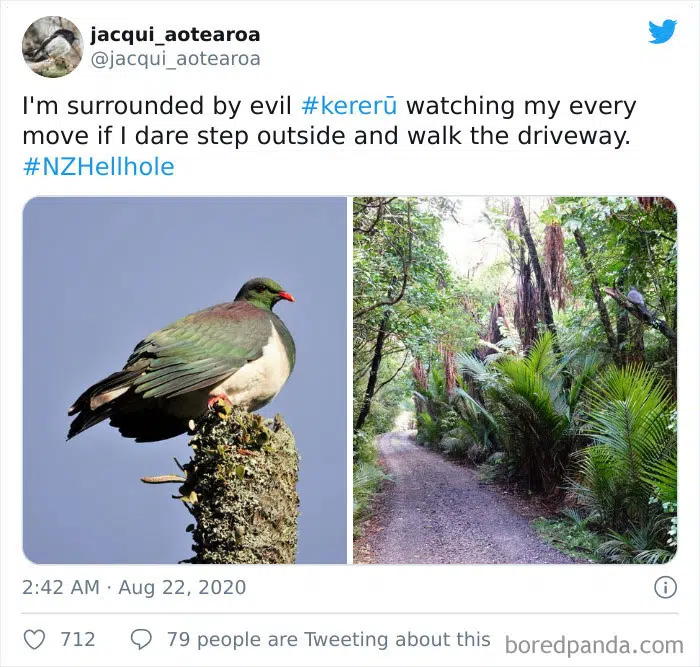 jacqui_aotearoa
@jacqui_aotearoa
I'm surrounded by evil #kererū watching my every
move if I dare step outside and walk the driveway.
#NZHellhole
2:42 AM · Aug 22, 2020
712
79 people are Tweeting about this
boredpanda.com